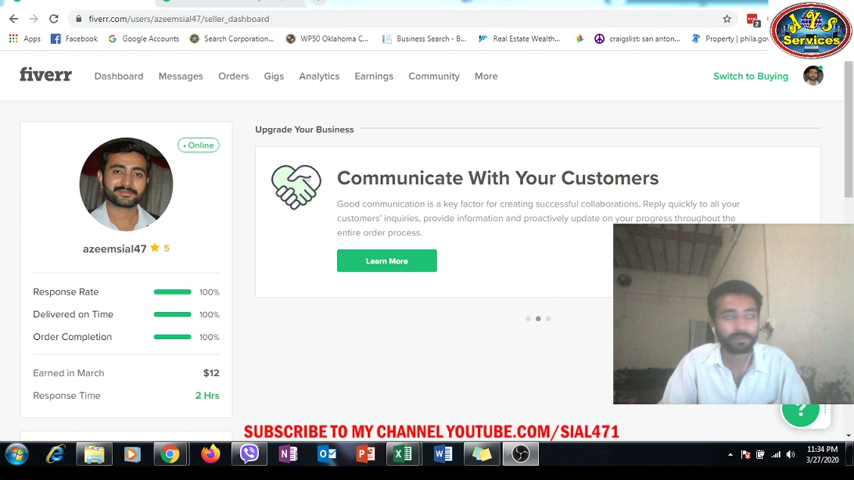 fiverr.com/users/azeemsial47/seller_dashboard
Apps Facebook Google Accounts Search Corporation... WP50 Oklahoma C... Business Search - B... Real Estate Wealth... craigslist: san anton... Property | phila.gov
AYS
Services
fiverr Dashboard Messages Orders Gigs Analytics Earnings Community More Switch to Buying
Upgrade Your Business
• Online
Communicate With Your Customers
Good communication is a key factor for creating successful collaborations. Reply quickly to all your
customers' inquiries, provide information and proactively update on your progress throughout the
entire order process.
Learn More
azeemsial47 5
Response Rate 100%
Delivered on Time 100%
Order Completion 100%
Earned in March $12
Response Time 2 Hrs
?
SUBSCRIBE TO MY CHANNEL YOUTUBE.COM/SIAL471
11:34 PM
3/27/2020